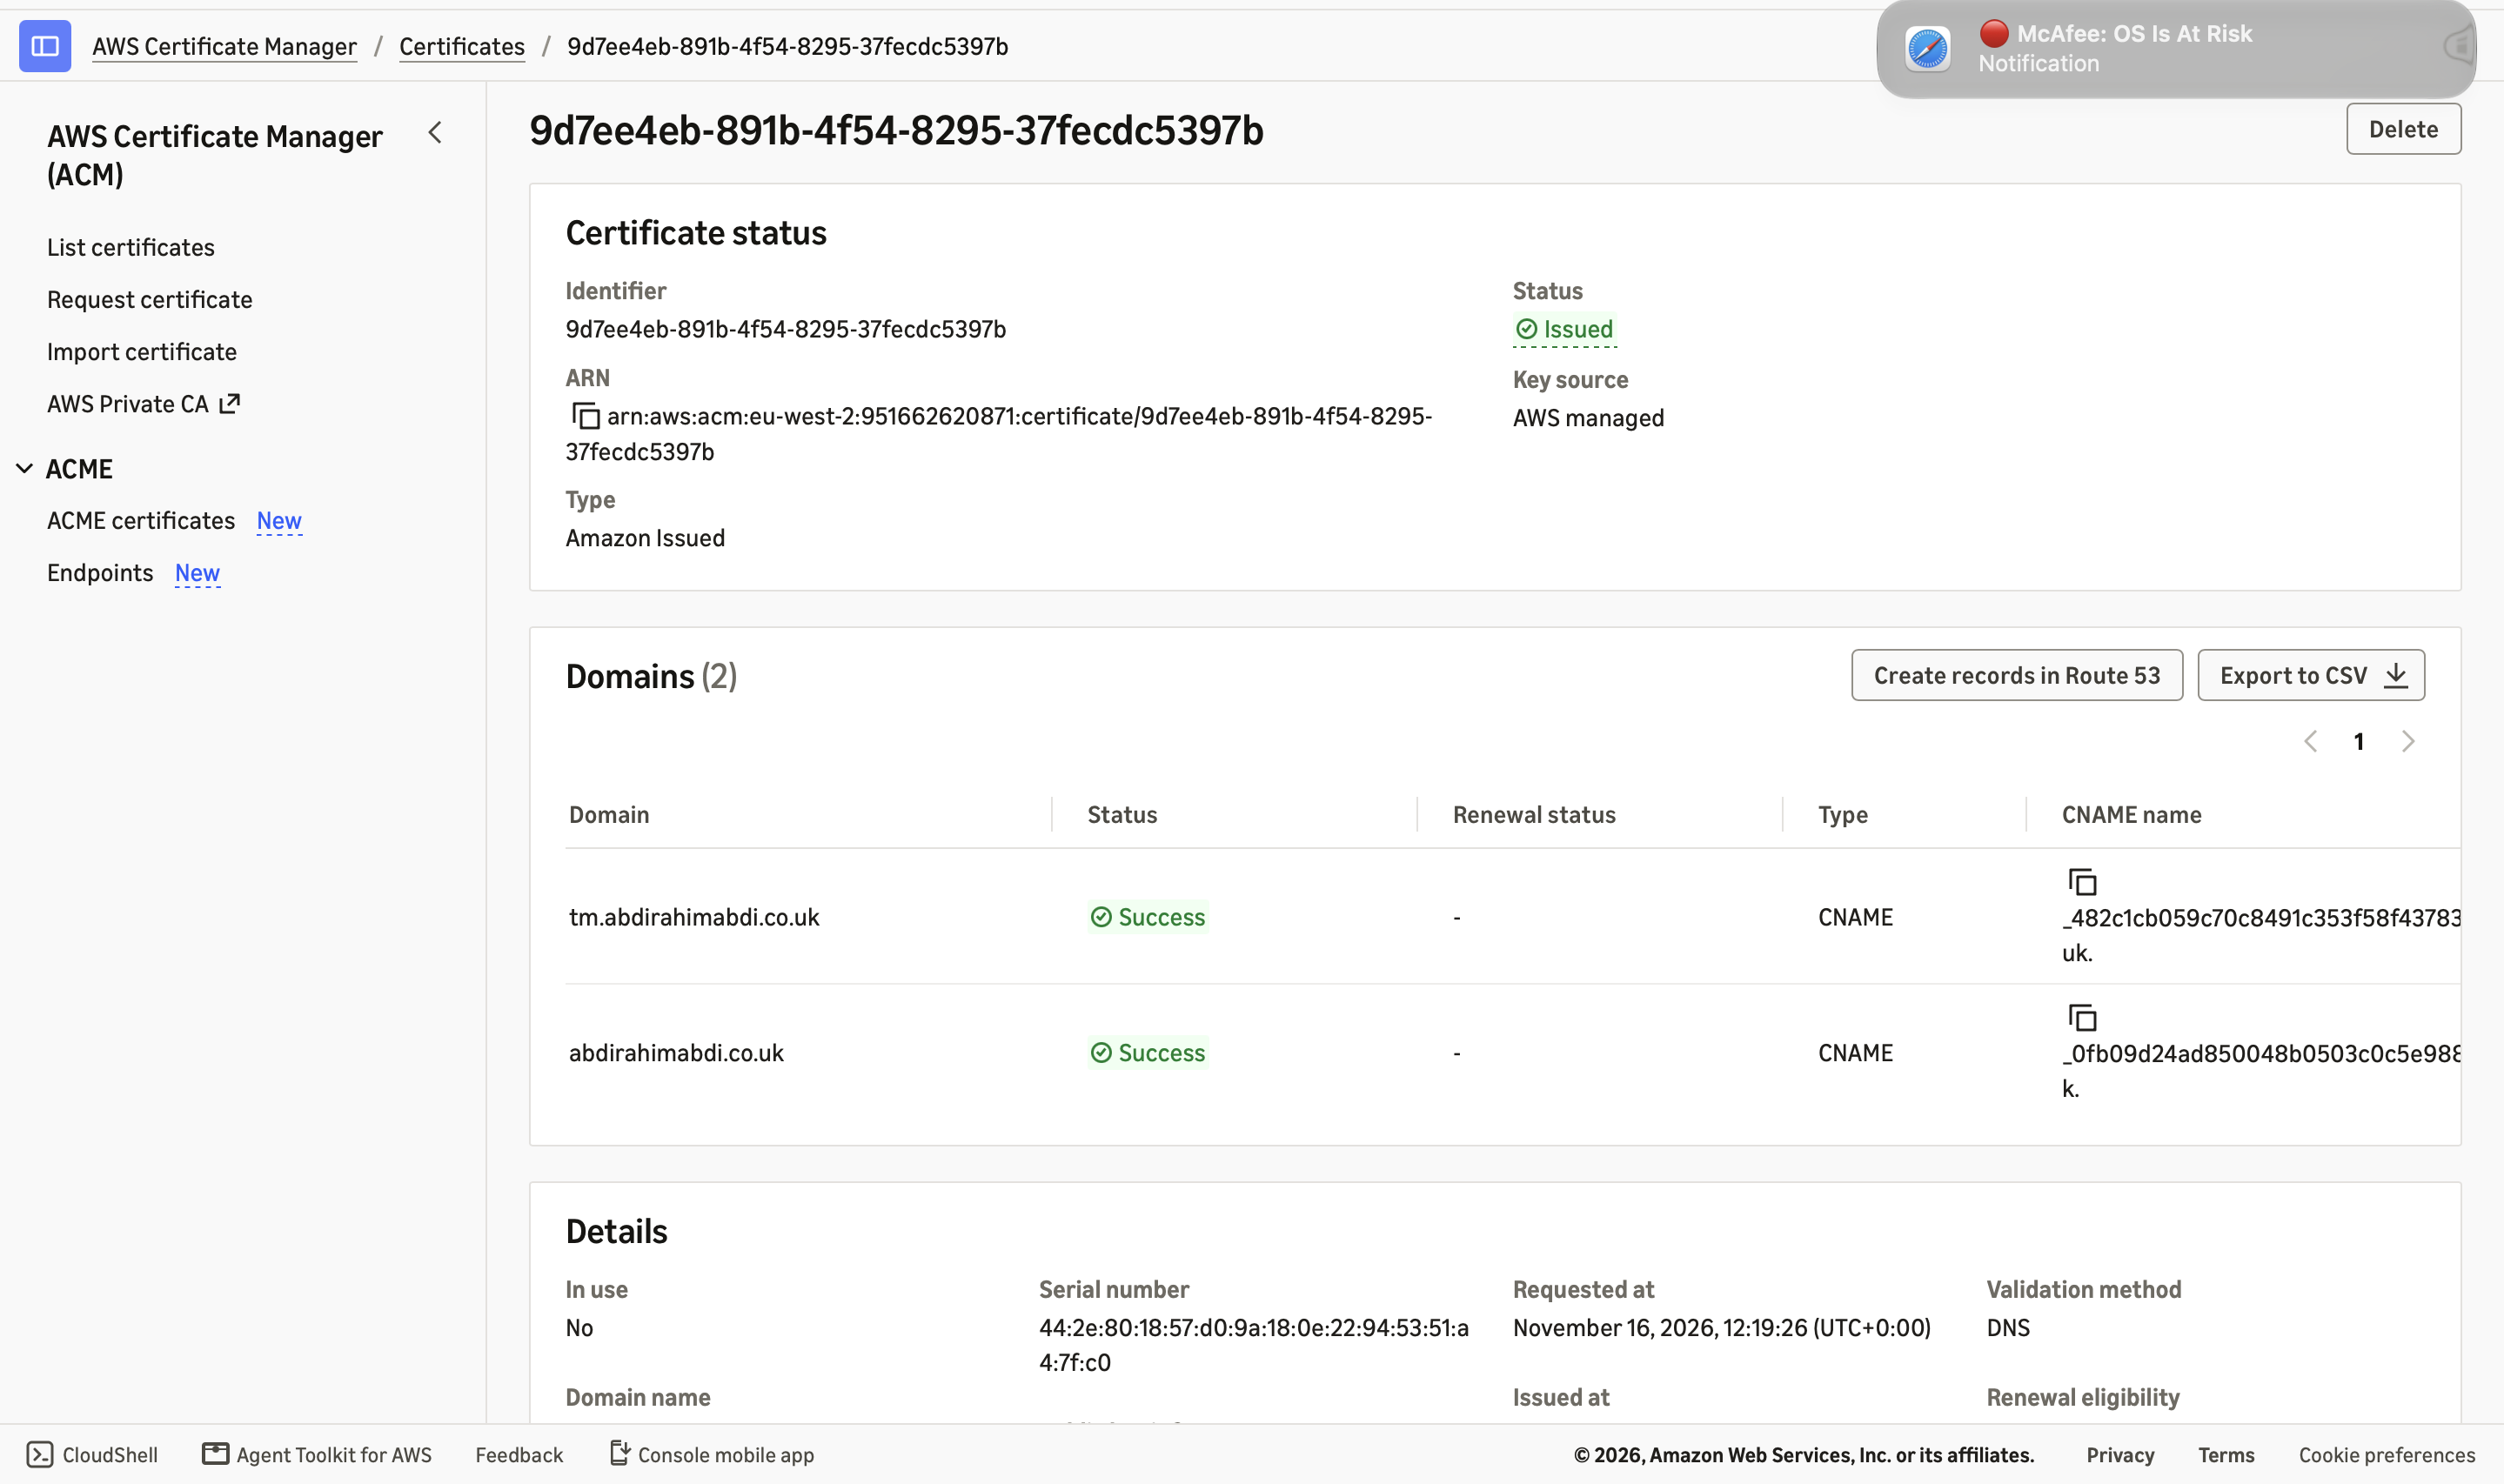 AWS Certificate Manager / Certificates / 9d7ee4eb-891b-4f54-8295-37fecdc5397b
McAfee: OS Is At Risk
Notification
AWS Certificate Manager
(ACM)
List certificates
Request certificate
Import certificate
AWS Private CA
ACME
ACME certificates New
Endpoints New
9d7ee4eb-891b-4f54-8295-37fecdc5397b
Delete
Certificate status
Identifier
9d7ee4eb-891b-4f54-8295-37fecdc5397b
ARN
arn:aws:acm:eu-west-2:951662620871:certificate/9d7ee4eb-891b-4f54-8295-
37fecdc5397b
Type
Amazon Issued
Status
Issued
Key source
AWS managed
Domains (2)
Create records in Route 53
Export to CSV
1
Domain Status Renewal status Type CNAME name
tm.abdirahimabdi.co.uk Success - CNAME _482c1cb059c70c8491c353f58f43783
uk.
abdirahimabdi.co.uk Success - CNAME _0fb09d24ad850048b0503c0c5e988
k.
Details
In use
No
Serial number
44:2e:80:18:57:d0:9a:18:0e:22:94:53:51:a
4:7f:c0
Requested at
November 16, 2026, 12:19:26 (UTC+0:00)
Validation method
DNS
Domain name
Issued at
Renewal eligibility
CloudShell Agent Toolkit for AWS Feedback Console mobile app © 2026, Amazon Web Services, Inc. or its affiliates. Privacy Terms Cookie preferences